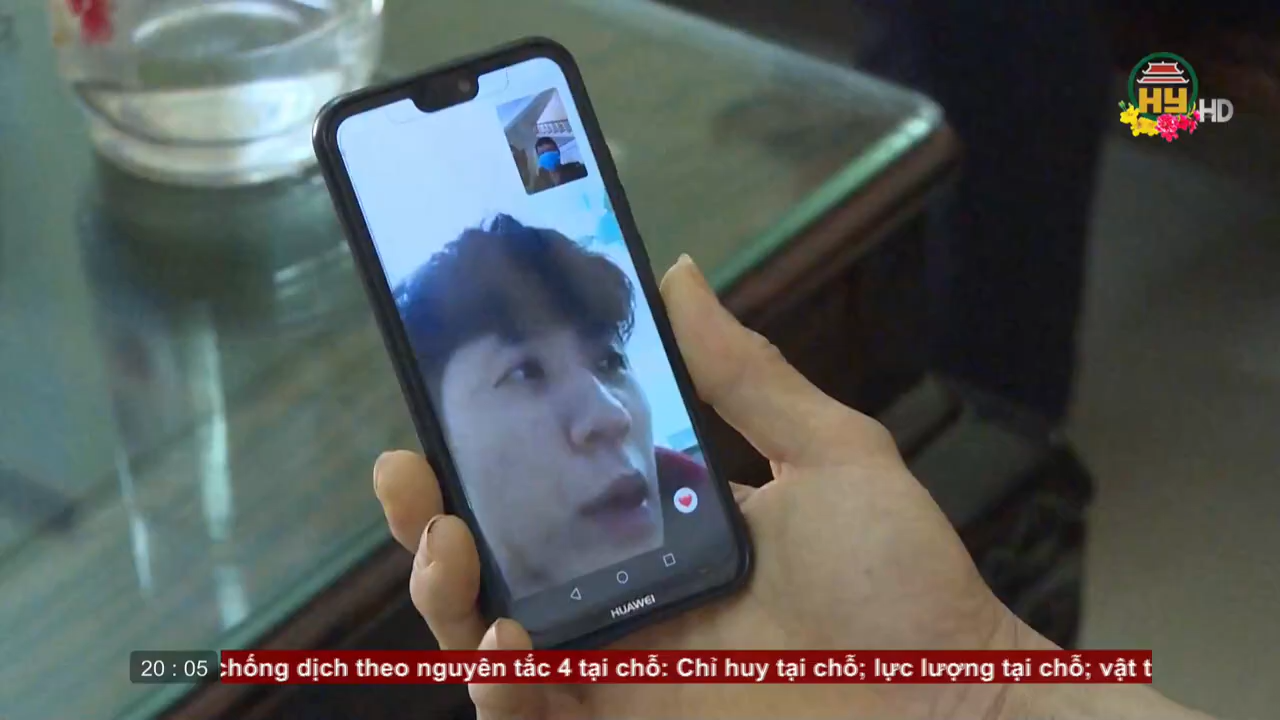 HY HD
HUAWEI
20 : 05 chống dịch theo nguyên tắc 4 tại chỗ: Chỉ huy tại chỗ; lực lượng tại chỗ; vật t